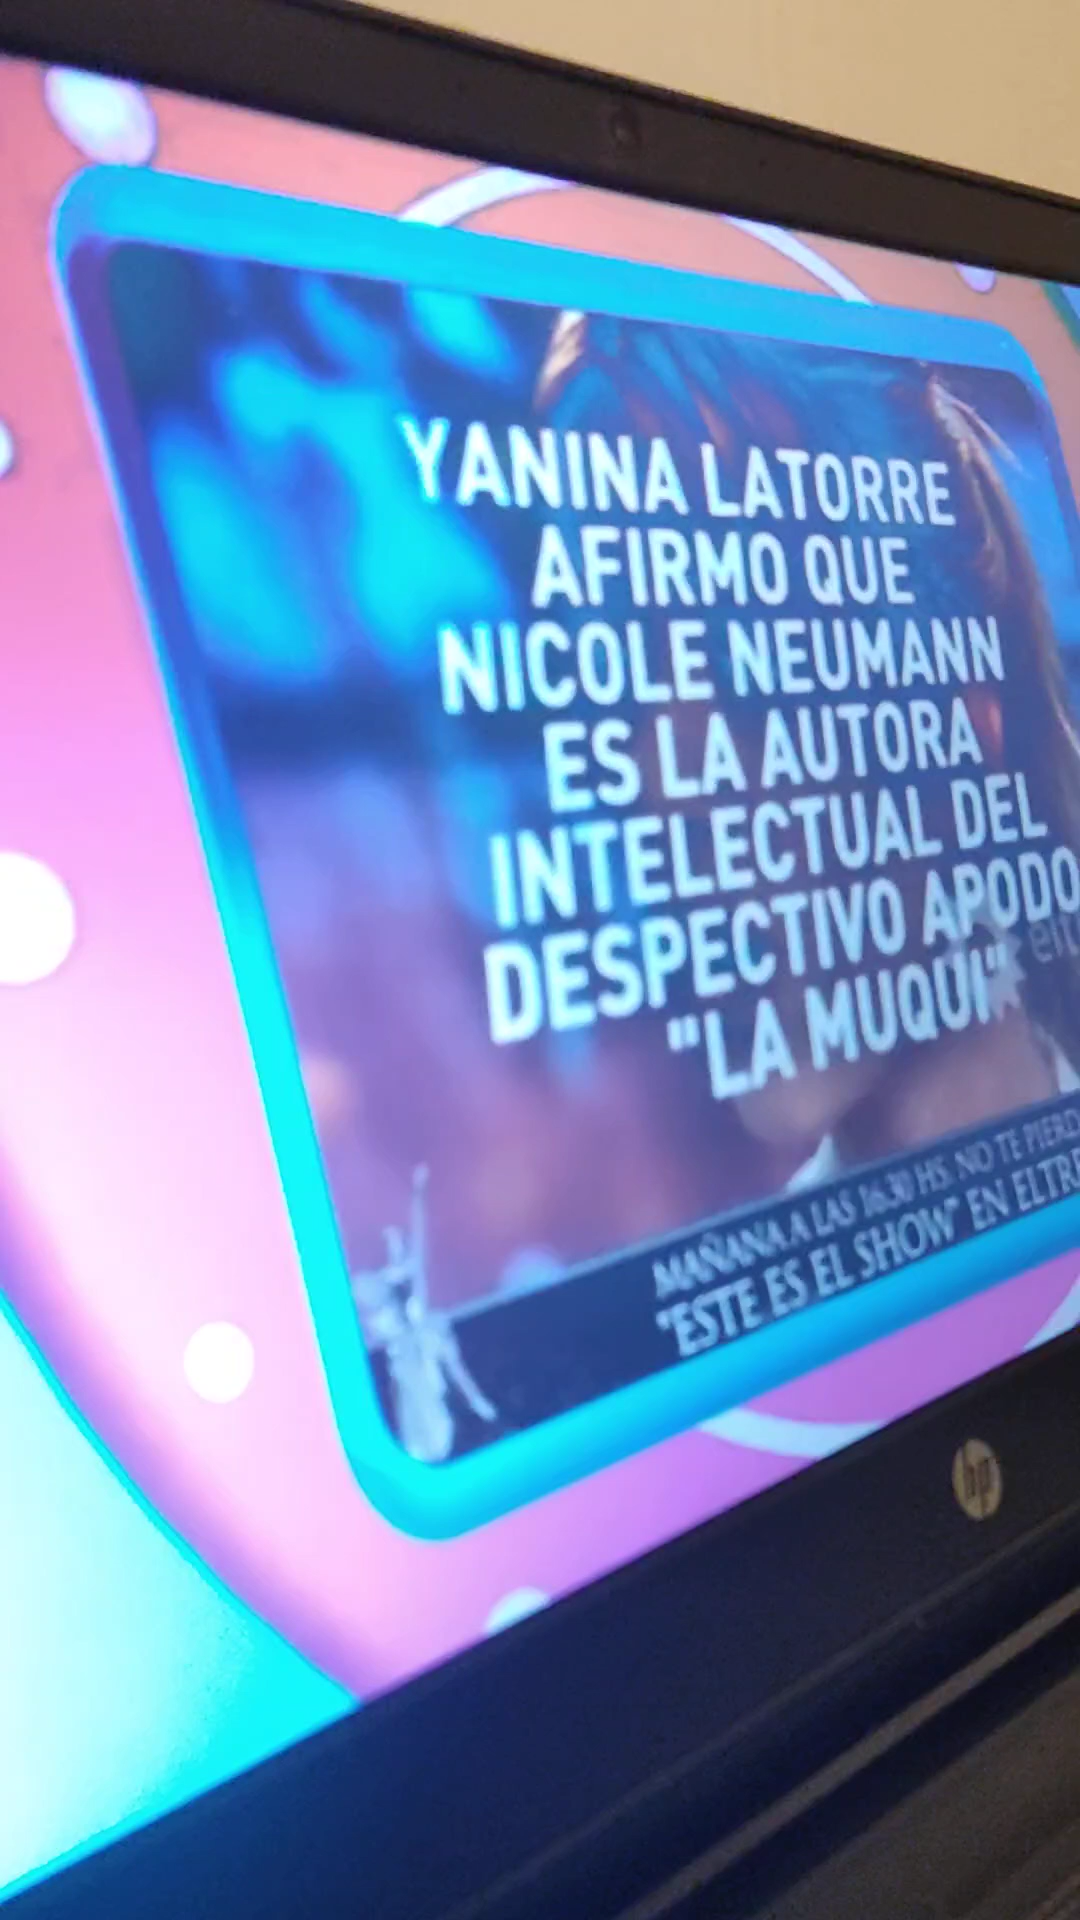 YANINA LATORRE
AFIRMO QUE
NICOLE NEUMANN
ES LA AUTORA
INTELECTUAL DEL
DESPECTIVO APODO
"LA MUQUI"
MAÑANA A LAS 16:30 HS. NO TE PIERD
"ESTE ES EL SHOW" EN ELTRE
hp